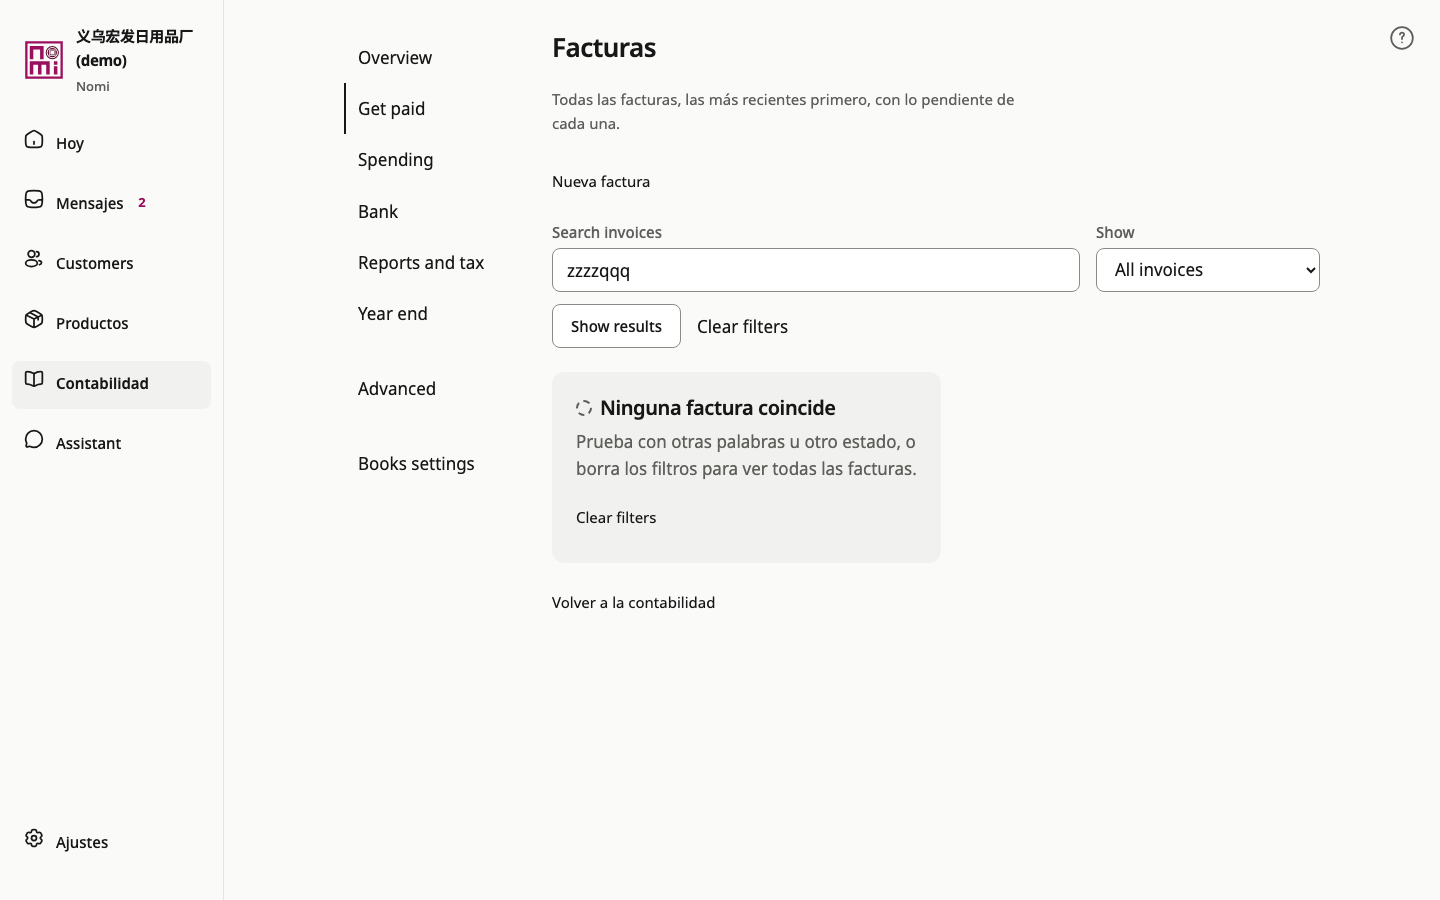 义乌宏发日用品厂
(demo)
Nomi
Hoy
Mensajes 2
Customers
Productos
Contabilidad
Assistant
Ajustes
Overview
Get paid
Spending
Bank
Reports and tax
Year end
Advanced
Books settings
Facturas
Todas las facturas, las más recientes primero, con lo pendiente de
cada una.
Nueva factura
Search invoices
zzzzqqq
Show
All invoices
Show results
Clear filters
Ninguna factura coincide
Prueba con otras palabras u otro estado, o
borra los filtros para ver todas las facturas.
Clear filters
Volver a la contabilidad